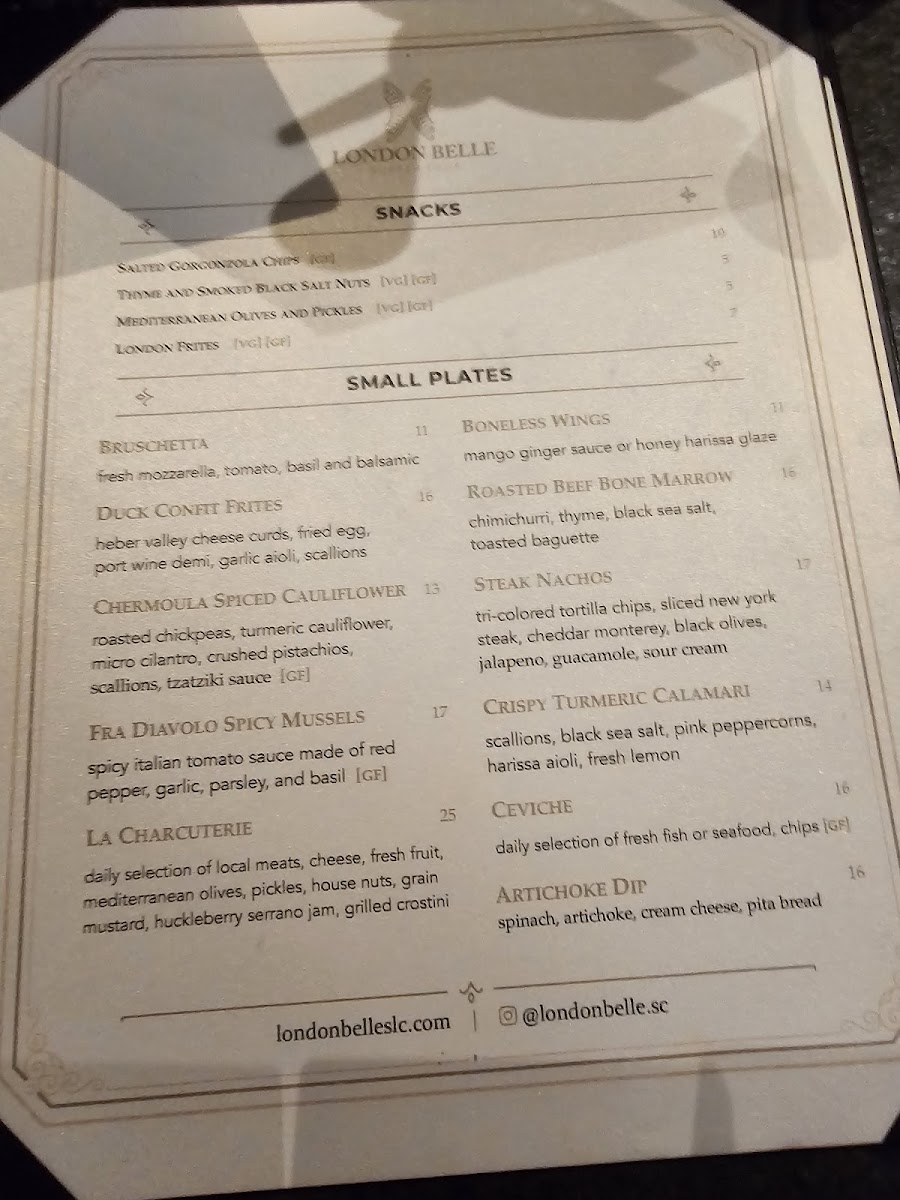 LONDON BELLE
SNACKS
SALTED GORGONZOLA CHIPS [GF] 10
THYME AND SMOKED BLACK SALT NUTS [VG] [GF] 5
MEDITERRANEAN OLIVES AND PICKLES [VG] [GF] 5
LONDON FRITES [VG] [GF] 7
SMALL PLATES
BRUSCHETTA 11
fresh mozzarella, tomato, basil and balsamic
DUCK CONFIT FRITES 16
heber valley cheese curds, fried egg,
port wine demi, garlic aioli, scallions
CHERMOULA SPICED CAULIFLOWER 13
roasted chickpeas, turmeric cauliflower,
micro cilantro, crushed pistachios,
scallions, tzatziki sauce [GF]
FRA DIAVOLO SPICY MUSSELS 17
spicy italian tomato sauce made of red
pepper, garlic, parsley, and basil [GF]
LA CHARCUTERIE 25
daily selection of local meats, cheese, fresh fruit,
mediterranean olives, pickles, house nuts, grain
mustard, huckleberry serrano jam, grilled crostini
BONELESS WINGS 11
mango ginger sauce or honey harissa glaze
ROASTED BEEF BONE MARROW 16
chimichurri, thyme, black sea salt,
toasted baguette
STEAK NACHOS 17
tri-colored tortilla chips, sliced new york
steak, cheddar monterey, black olives,
jalapeno, guacamole, sour cream
CRISPY TURMERIC CALAMARI 14
scallions, black sea salt, pink peppercorns,
harissa aioli, fresh lemon
CEVICHE 16
daily selection of fresh fish or seafood, chips [GF]
ARTICHOKE DIP 16
spinach, artichoke, cream cheese, pita bread
londonbelleslc.com | @londonbelle.sc